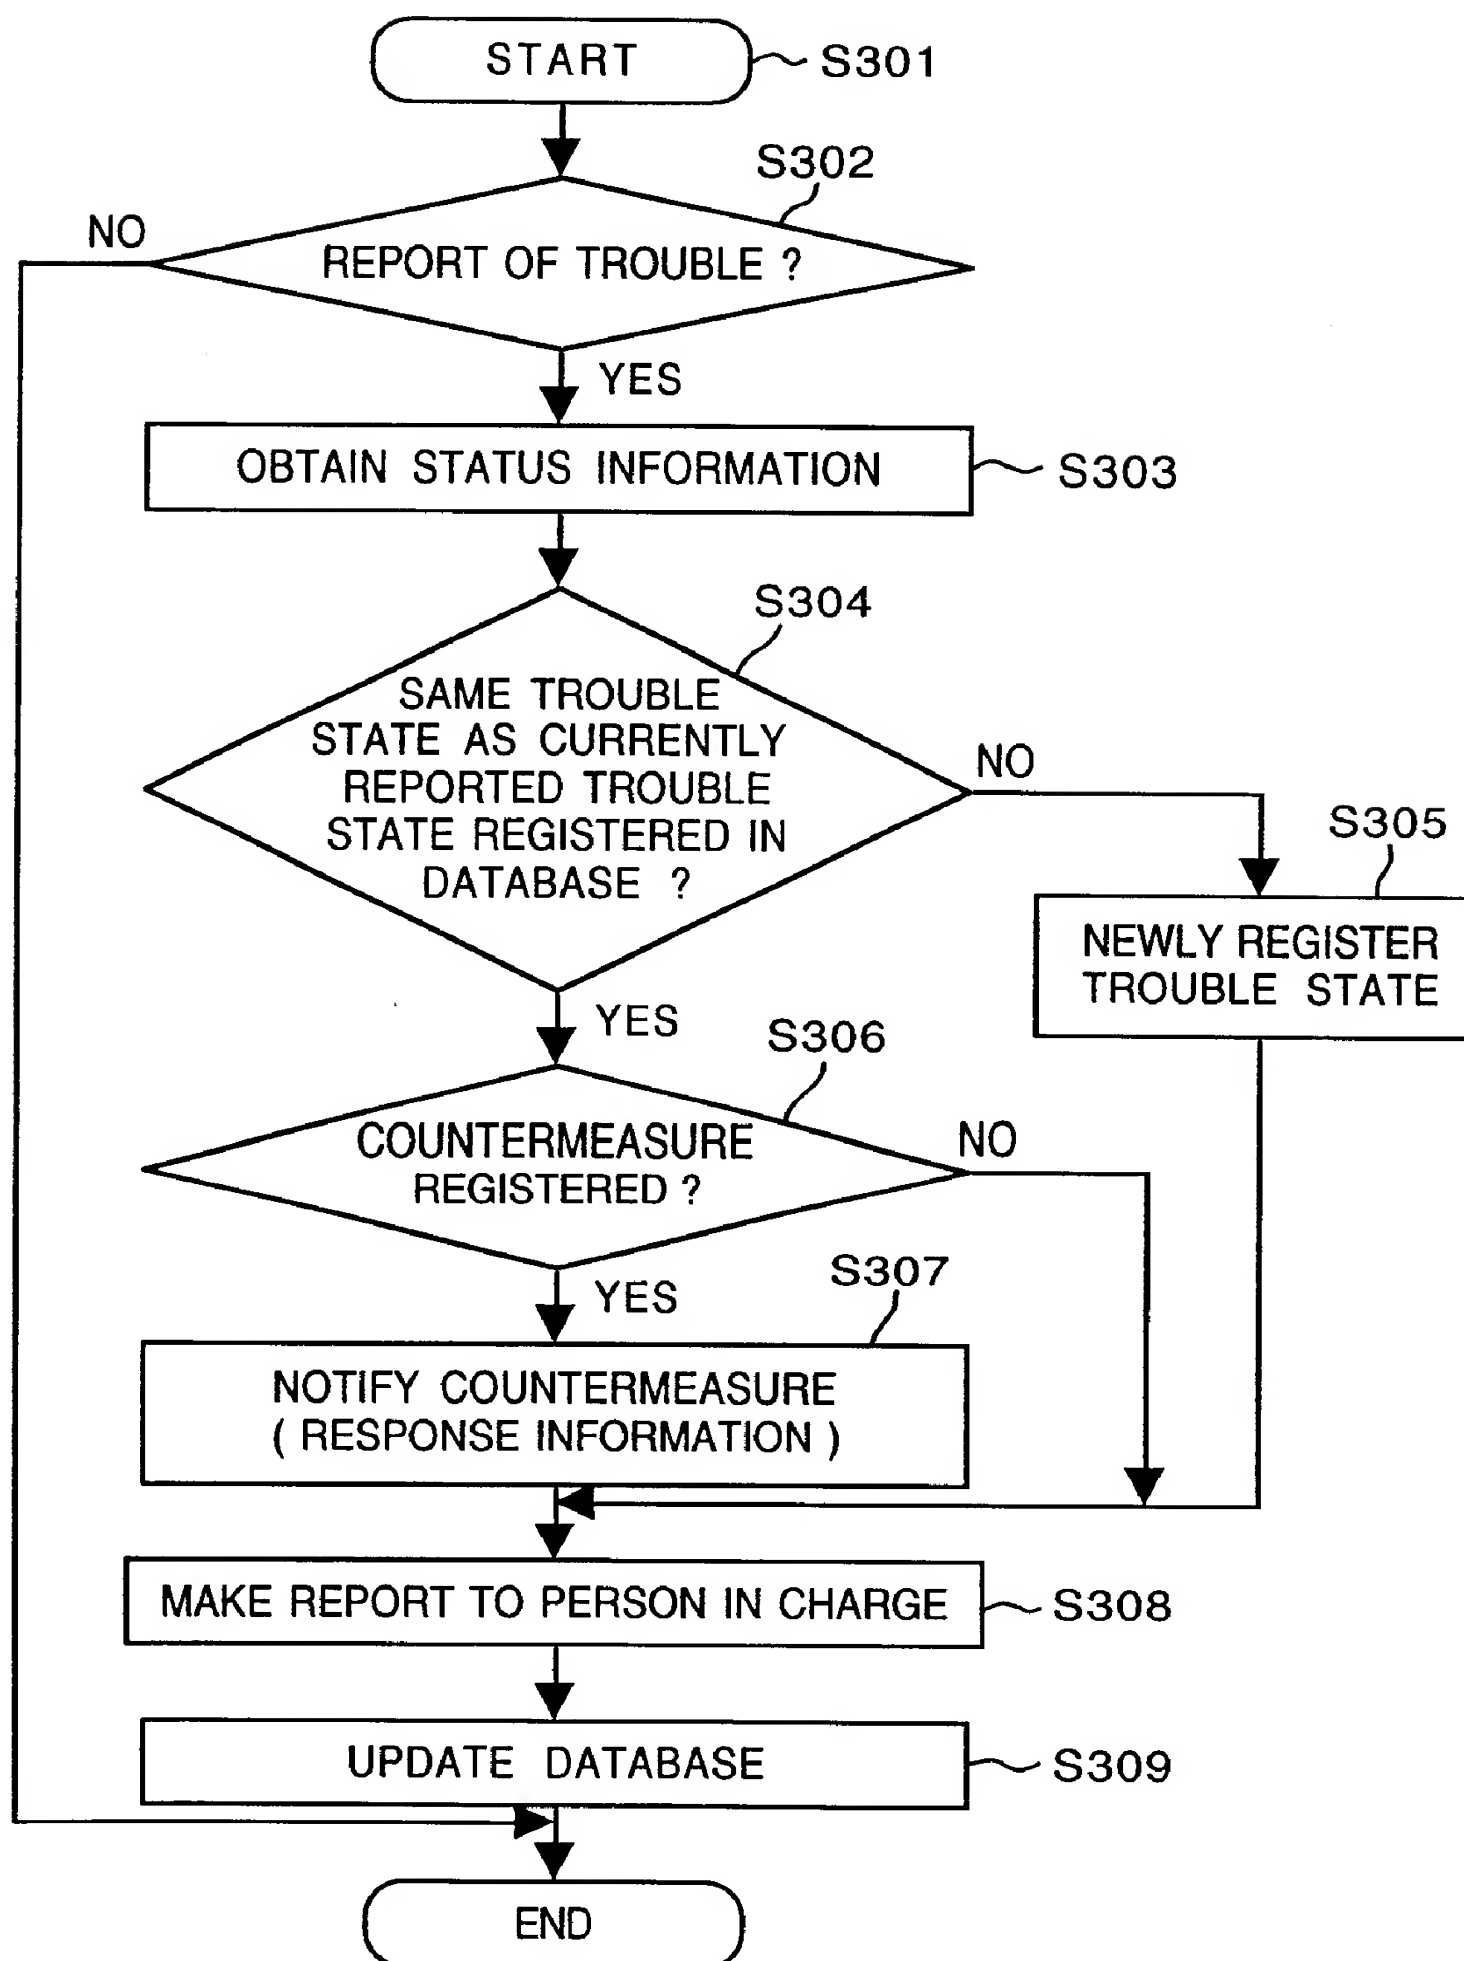 START
S301
S302
NO
REPORT OF TROUBLE ?
YES
OBTAIN STATUS INFORMATION
S303
S304
SAME TROUBLE
STATE AS CURRENTLY
REPORTED TROUBLE
STATE REGISTERED IN
DATABASE ?
NO
S305
NEWLY REGISTER
TROUBLE STATE
YES
S306
COUNTERMEASURE
REGISTERED ?
NO
YES
S307
NOTIFY COUNTERMEASURE
( RESPONSE INFORMATION )
MAKE REPORT TO PERSON IN CHARGE
S308
UPDATE DATABASE
S309
END